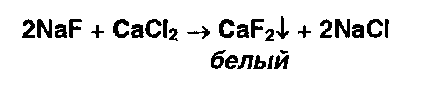 2NaF + CaCl₂ → CaF₂↓ + 2NaCl
белый